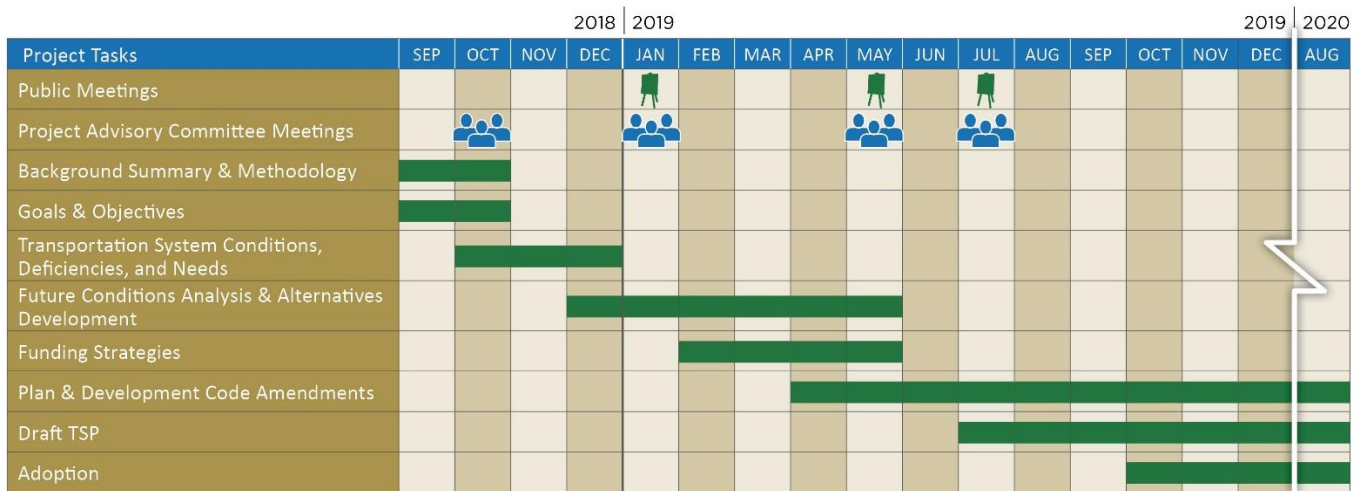 2018 2019 2019 2020
Project Tasks SEP OCT NOV DEC JAN FEB MAR APR MAY JUN JUL AUG SEP OCT NOV DEC AUG
Public Meetings
Project Advisory Committee Meetings
Background Summary & Methodology
Goals & Objectives
Transportation System Conditions,
Deficiencies, and Needs
Future Conditions Analysis & Alternatives
Development
Funding Strategies
Plan & Development Code Amendments
Draft TSP
Adoption